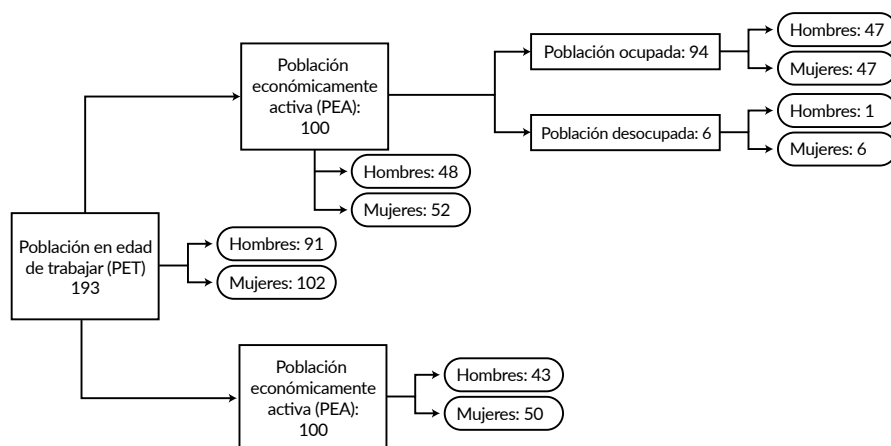 Población
económicamente
activa (PEA):
100
Población ocupada: 94
Hombres: 47
Mujeres: 47
Población desocupada: 6
Hombres: 1
Mujeres: 6
Hombres: 48
Mujeres: 52
Población en edad
de trabajar (PET)
193
Hombres: 91
Mujeres: 102
Población
económicamente
activa (PEA):
100
Hombres: 43
Mujeres: 50